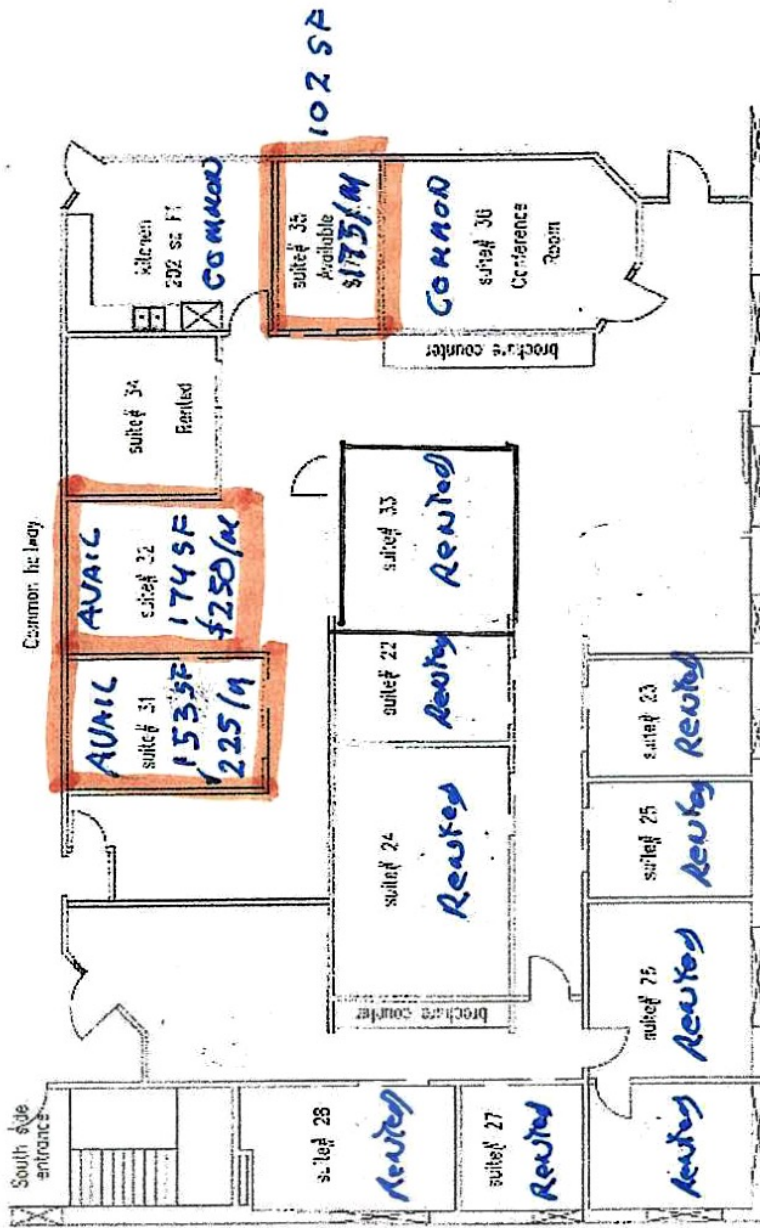 Common hallway
South side
entrance
AVAIL
suite# 31
153 SF
$225/M
AVAIL
suite# 32
174 SF
$250/M
suite# 34
Rented
kitchen
202 sq FT
COMMON
suite# 35
Available
$175/M
102 SF
COMMON
suite# 36
Conference
Room
brochure counter
suite# 33
Rented
suite# 22
Rented
suite# 24
Rented
brochure counter
suite# 28
Rented
suite# 27
Rented
Rented
Rented
suite# 25
Rented
suite# 23
Rented